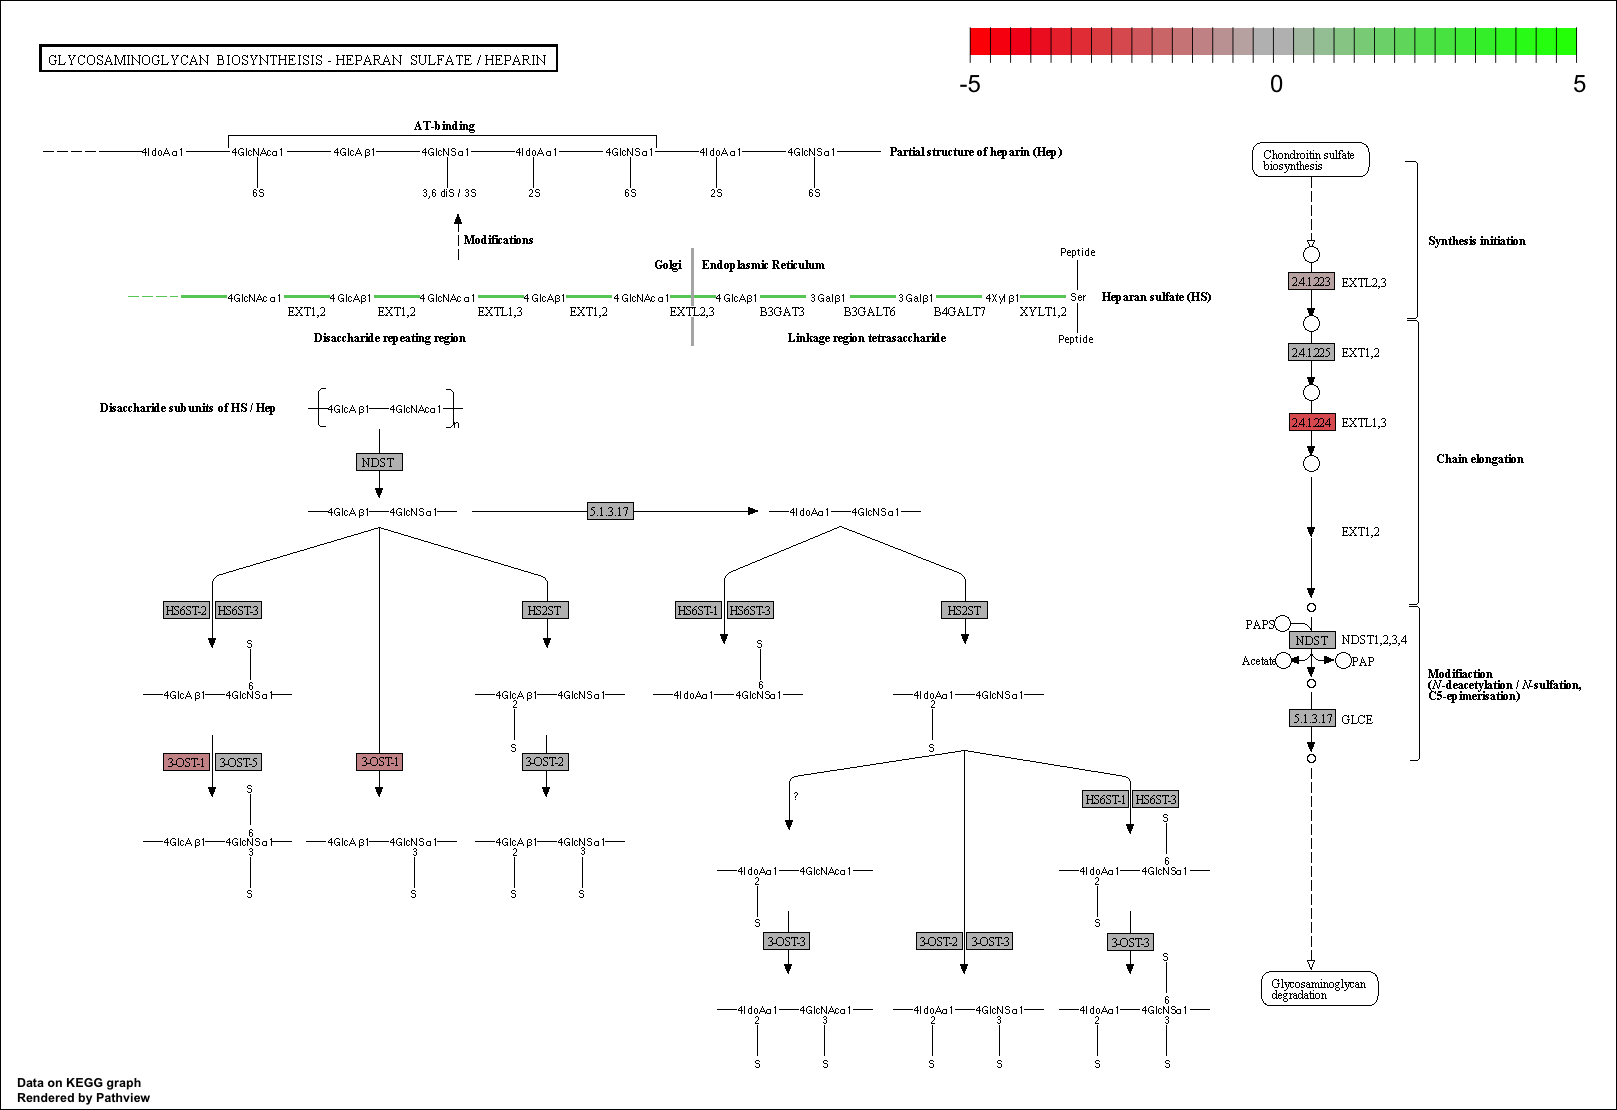 GLYCOSAMINOGLYCAN BIOSYNTHEISIS - HEPARAN SULFATE / HEPARIN
-5 0 5
AT-binding
4IdoAα1 4GlcNAcα1 4GlcAβ1 4GlcNSα1 4IdoAα1 4GlcNSα1 4IdoAα1 4GlcNSα1 Partial structure of heparin (Hep)
6S 3,6 diS / 3S 2S 6S 2S 6S
Modifications
Golgi Endoplasmic Reticulum
Peptide
4GlcNAcα1 4GlcAβ1 4GlcNAcα1 4GlcAβ1 4GlcNAcα1 4GlcAβ1 3Galβ1 3Galβ1 4Xylβ1 Ser Heparan sulfate (HS)
EXT1,2 EXT1,2 EXTL1,3 EXT1,2 EXTL2,3 B3GAT3 B3GALT6 B4GALT7 XYLT1,2
Disaccharide repeating region Linkage region tetrasaccharide
Peptide
Disaccharide subunits of HS / Hep
4GlcAβ1 4GlcNAcα1
n
NDST
4GlcAβ1 4GlcNSα1 5.1.3.17 4IdoAα1 4GlcNSα1
HS6ST-2 HS6ST-3 HS2ST HS6ST-1 HS6ST-3 HS2ST
S S
6 6
4GlcAβ1 4GlcNSα1 4GlcAβ1 4GlcNSα1 4IdoAα1 4GlcNSα1 4IdoAα1 4GlcNSα1
2 2
S S
3-OST-1 3-OST-5 3-OST-1 3-OST-2
S
?
HS6ST-1 HS6ST-3
S
6
4GlcAβ1 4GlcNSα1 4GlcAβ1 4GlcNSα1 4GlcAβ1 4GlcNSα1
3 3 2 3
S S S S
6
4IdoAα1 4GlcNAcα1 4IdoAα1 4GlcNSα1
2 2
S S
3-OST-3 3-OST-2 3-OST-3 3-OST-3
S
6
4IdoAα1 4GlcNAcα1 4IdoAα1 4GlcNSα1 4IdoAα1 4GlcNSα1
2 3 2 3 2 3
S S S S S S
Chondroitin sulfate
biosynthesis
Synthesis initiation
2.4.1.223 EXTL2,3
2.4.1.225 EXT1,2
2.4.1.224 EXTL1,3
Chain elongation
EXT1,2
PAPS
NDST NDST1,2,3,4
Acetate PAP
Modifiaction
(N-deacetylation / N-sulfation,
C5-epimerisation)
5.1.3.17 GLCE
Glycosaminoglycan
degradation
Data on KEGG graph
Rendered by Pathview